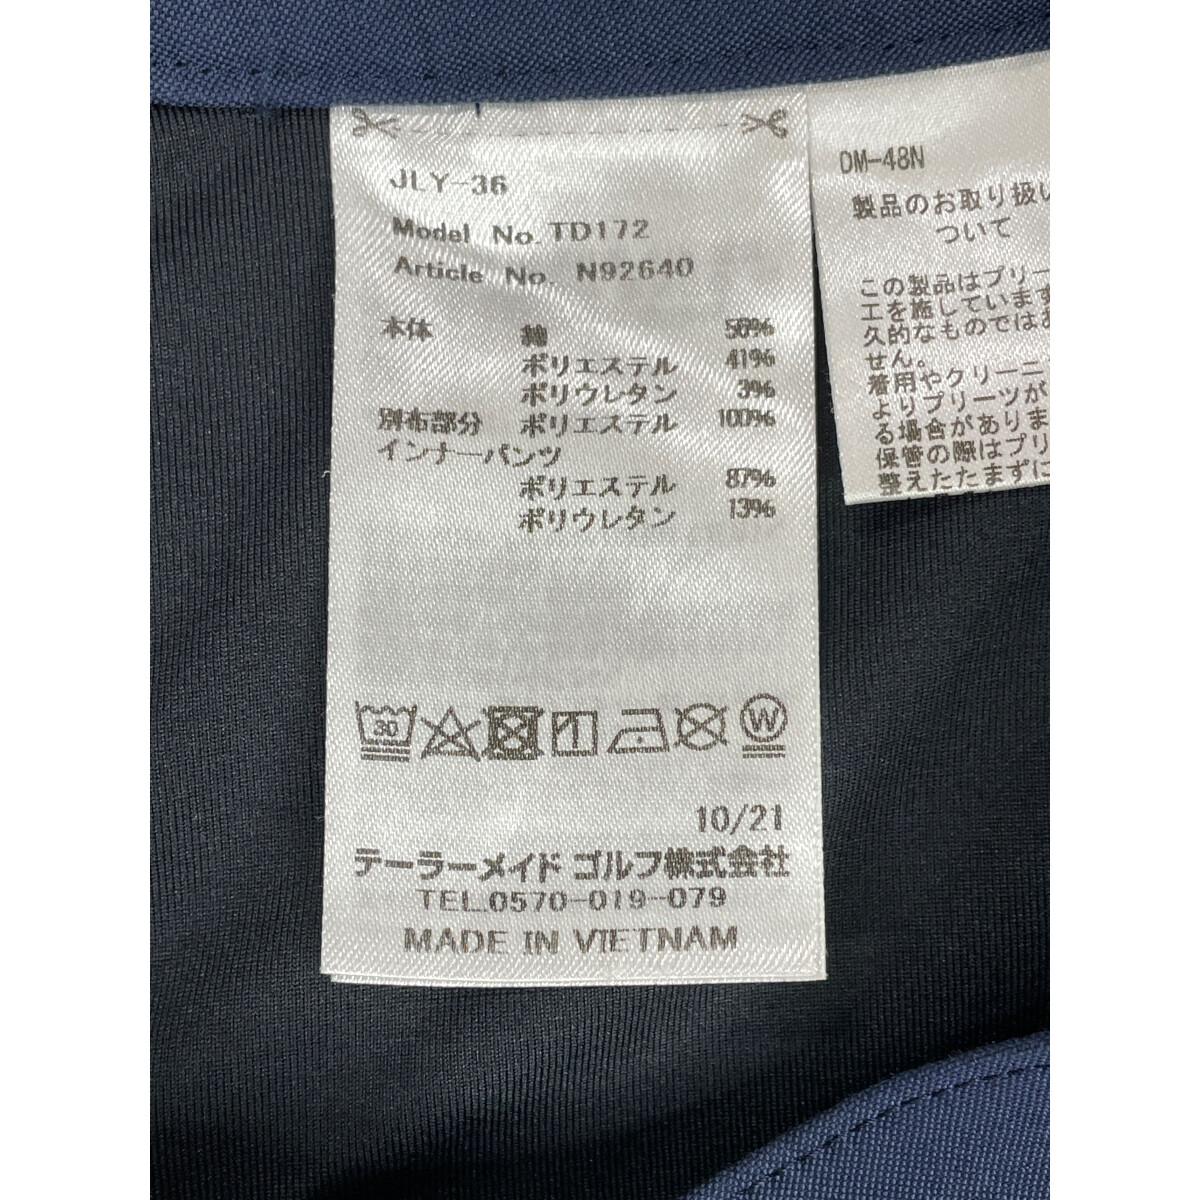 JLY-36
Model No. TD172
Article No. N92640
本体 綿 56%
ポリエステル 41%
ポリウレタン 3%
別布部分 ポリエステル 100%
インナーパンツ
ポリエステル 87%
ポリウレタン 13%
30
W
10/21
テーラーメイド ゴルフ株式会社
TEL.0570-019-079
MADE IN VIETNAM
DM-48N
製品のお取り扱い
ついて
この製品はプリー
工を施しています
久的なものではあ
せん。
着用やクリーニ
よりプリーツが
る場合がありま
保管の際はプリ
整えたたまずに